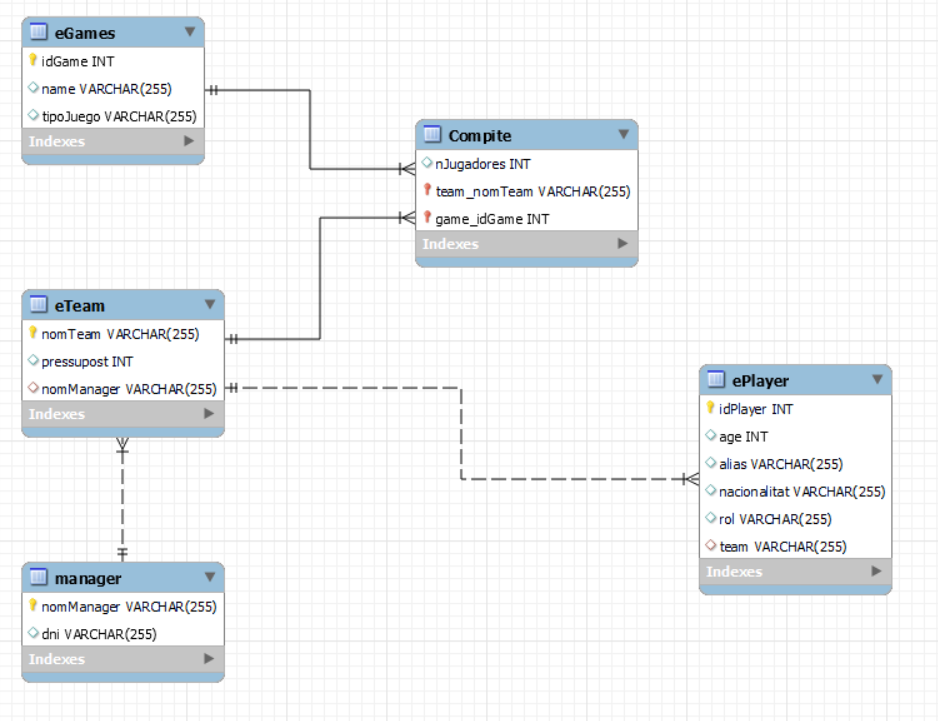 eGames
idGame INT
name VARCHAR(255)
tipoJuego VARCHAR(255)
Indexes
Compite
nJugadores INT
team_nomTeam VARCHAR(255)
game_idGame INT
Indexes
eTeam
nomTeam VARCHAR(255)
pressupost INT
nomManager VARCHAR(255)
Indexes
ePlayer
idPlayer INT
age INT
alias VARCHAR(255)
nacionalitat VARCHAR(255)
rol VARCHAR(255)
team VARCHAR(255)
Indexes
manager
nomManager VARCHAR(255)
dni VARCHAR(255)
Indexes